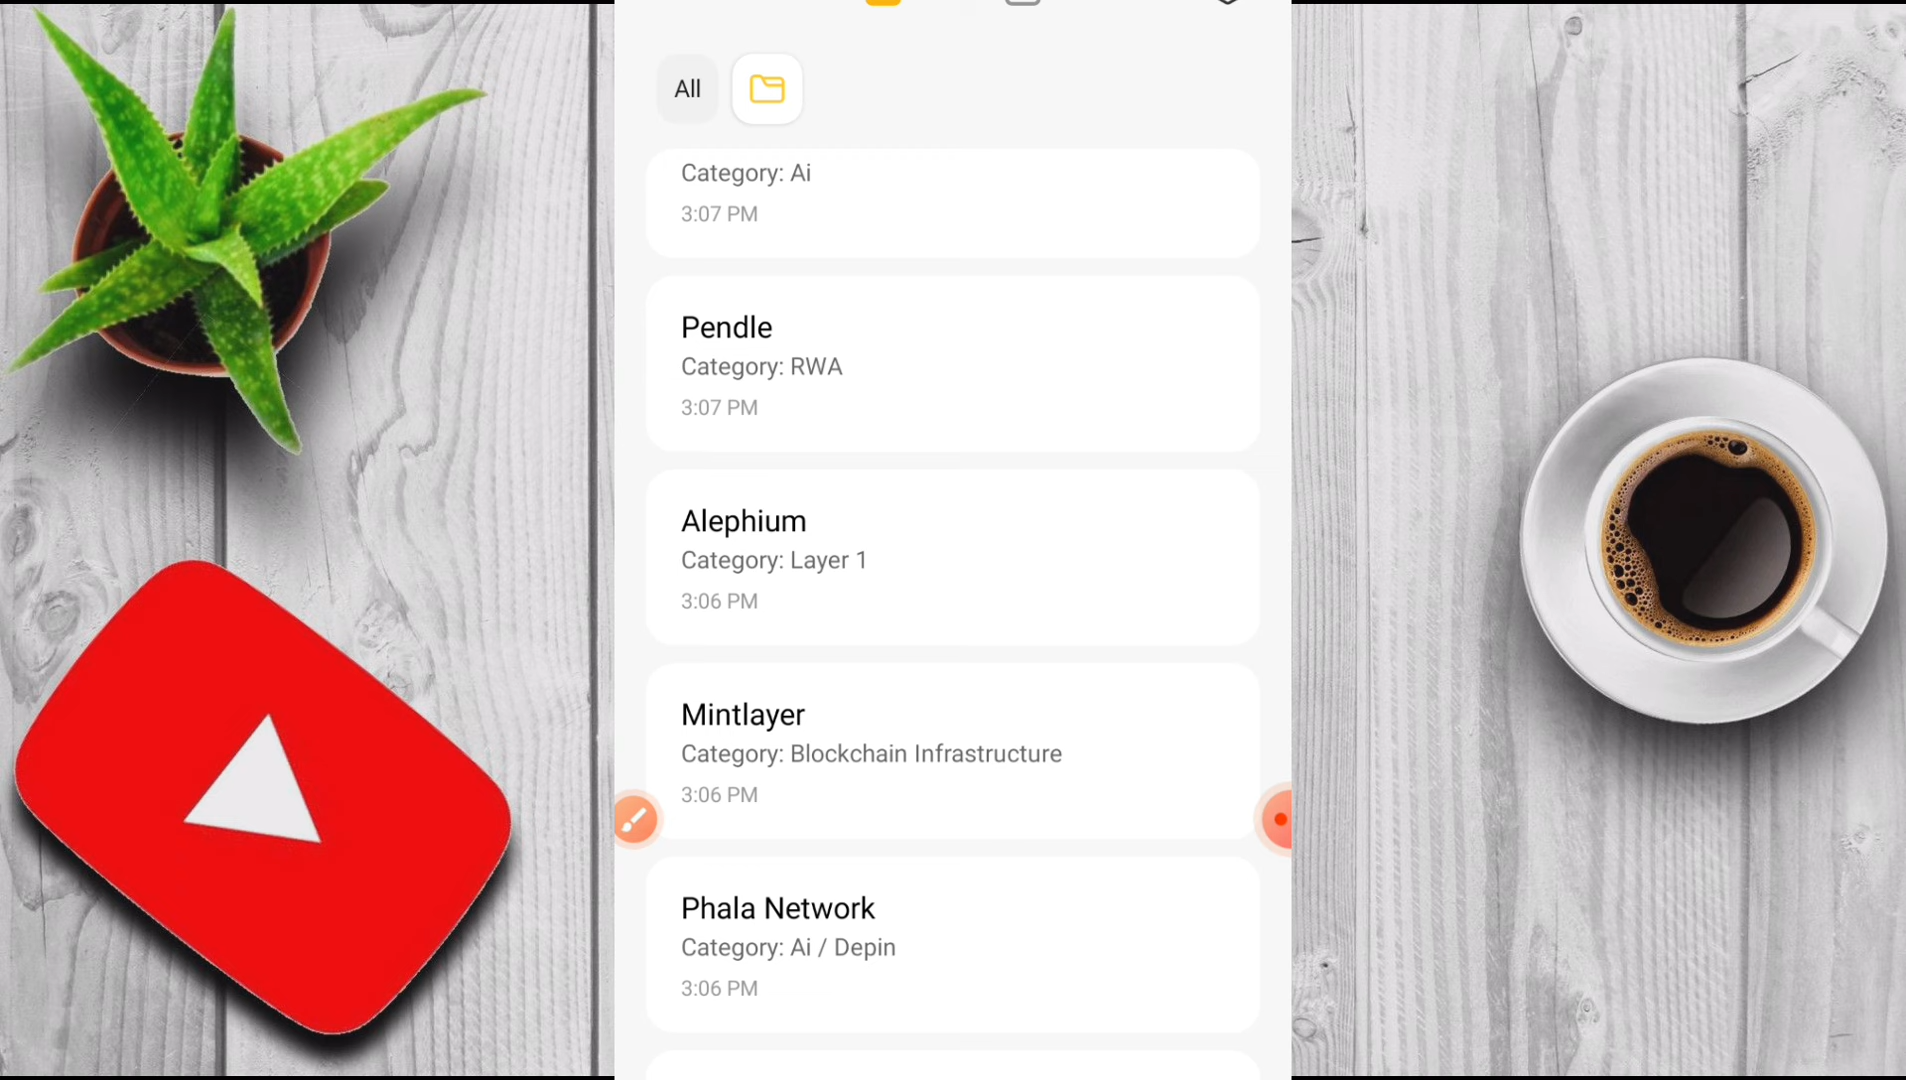 All
Category: Ai
3:07 PM
Pendle
Category: RWA
3:07 PM
Alephium
Category: Layer 1
3:06 PM
Mintlayer
Category: Blockchain Infrastructure
3:06 PM
Phala Network
Category: Ai / Depin
3:06 PM